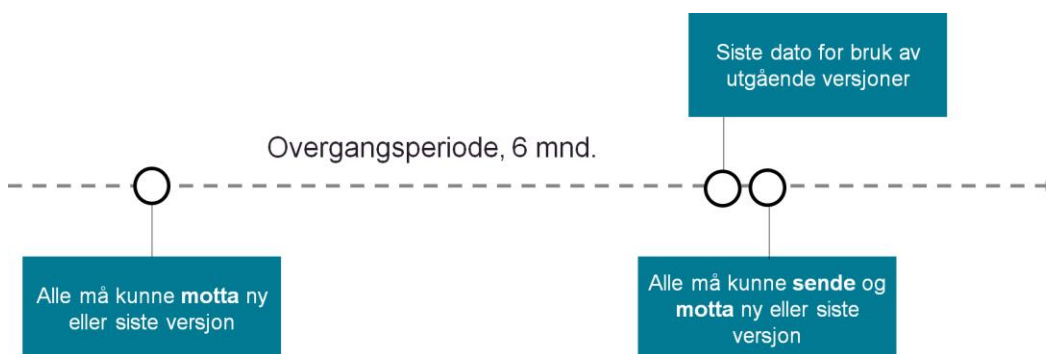 Siste dato for bruk av
utgående versjoner
Overgangsperiode, 6 mnd.
Alle må kunne motta ny
eller siste versjon
Alle må kunne sende og
motta ny eller siste
versjon